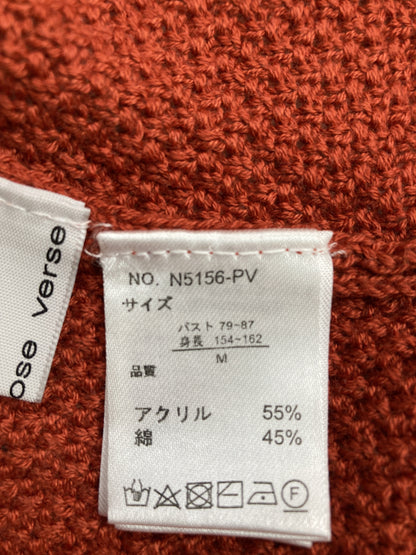 ose verse
NO. N5156-PV
サイズ
バスト 79~87
身長 154~162
M
品質
アクリル 55%
綿 45%
F